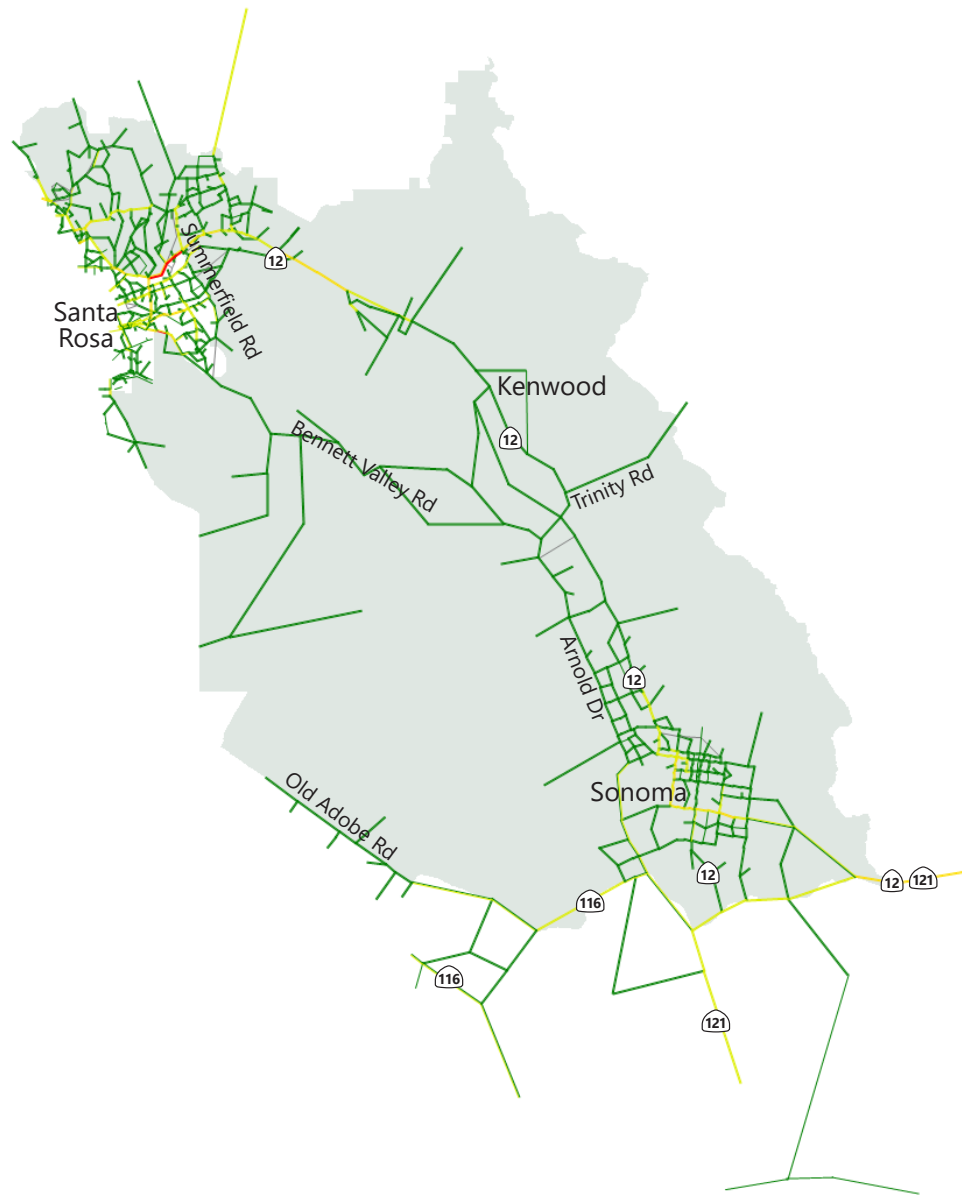 Summerfield Rd
12
Santa
Rosa
Kenwood
12
Bennett Valley Rd
Trinity Rd
Arnold Dr
12
Sonoma
Old Adobe Rd
12
12
121
116
116
121